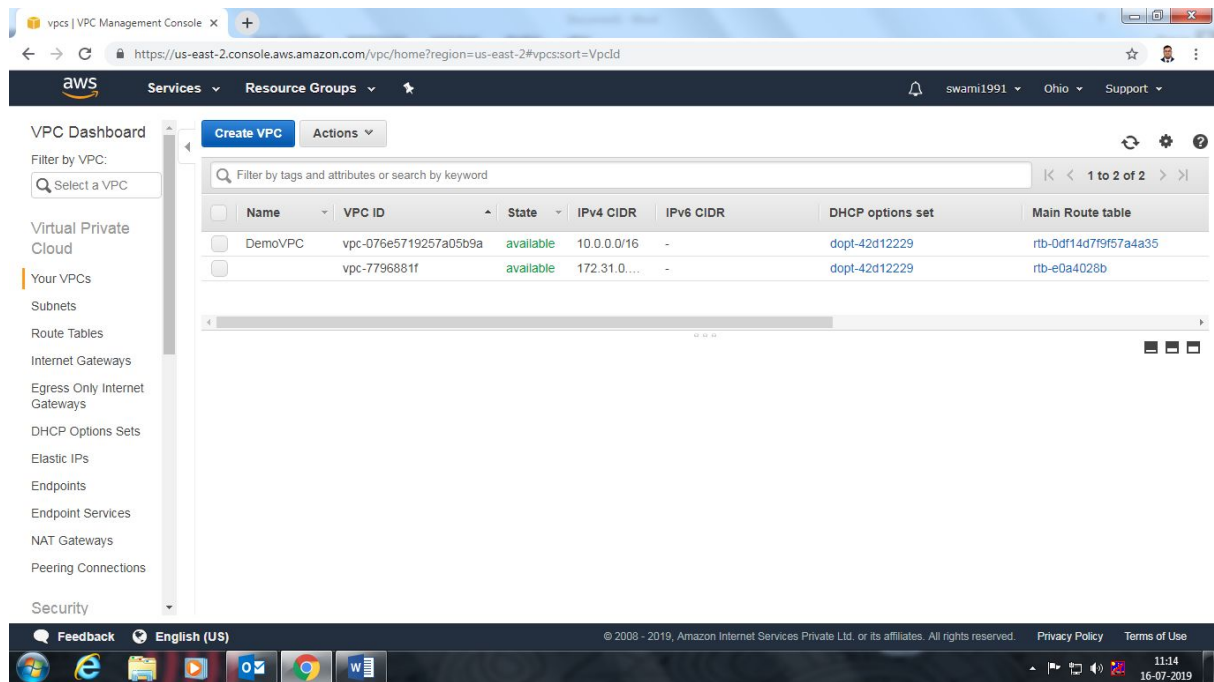 vpcs | VPC Management Console
https://us-east-2.console.aws.amazon.com/vpc/home?region=us-east-2#vpcs:sort=VpcId
aws Services Resource Groups swami1991 Ohio Support
VPC Dashboard
Filter by VPC:
Select a VPC
Virtual Private
Cloud
Your VPCs
Subnets
Route Tables
Internet Gateways
Egress Only Internet
Gateways
DHCP Options Sets
Elastic IPs
Endpoints
Endpoint Services
NAT Gateways
Peering Connections
Security
Create VPC Actions
Filter by tags and attributes or search by keyword
1 to 2 of 2
Name VPC ID State IPv4 CIDR IPv6 CIDR DHCP options set Main Route table
DemoVPC vpc-076e5719257a05b9a available 10.0.0.0/16 - dopt-42d12229 rtb-0df14d7f9f57a4a35
vpc-7796881f available 172.31.0.... - dopt-42d12229 rtb-e0a4028b
Feedback English (US) © 2008 - 2019, Amazon Internet Services Private Ltd. or its affiliates. All rights reserved. Privacy Policy Terms of Use
11:14
16-07-2019